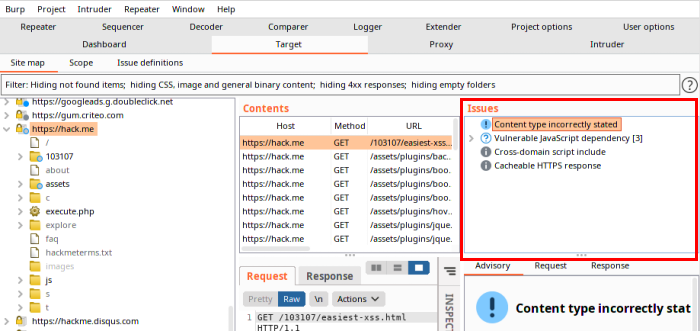 Burp Project Intruder Repeater Window Help
Repeater Sequencer Decoder Comparer Logger Extender Project options User options
Dashboard Target Proxy Intruder
Site map Scope Issue definitions
Filter: Hiding not found items; hiding CSS, image and general binary content; hiding 4xx responses; hiding empty folders
https://googleads.g.doubleclick.net
https://gum.criteo.com
https://hack.me
/
103107
about
assets
c
execute.php
explore
faq
hackmeterms.txt
images
js
s
t
https://hackme.disqus.com
Contents
Host Method URL
https://hack.me GET /103107/easiest-xss....
https://hack.me GET /assets/plugins/bac...
https://hack.me GET /assets/plugins/boo...
https://hack.me GET /assets/plugins/boo...
https://hack.me GET /assets/plugins/boo...
https://hack.me GET /assets/plugins/hov...
https://hack.me GET /assets/plugins/jque...
https://hack.me GET /assets/plugins/jque...
Request Response
Pretty Raw \n Actions
1 GET /103107/easiest-xss.html
HTTP/1.1
INSPEC
Issues
Content type incorrectly stated
Vulnerable JavaScript dependency [3]
Cross-domain script include
Cacheable HTTPS response
Advisory Request Response
Content type incorrectly stat